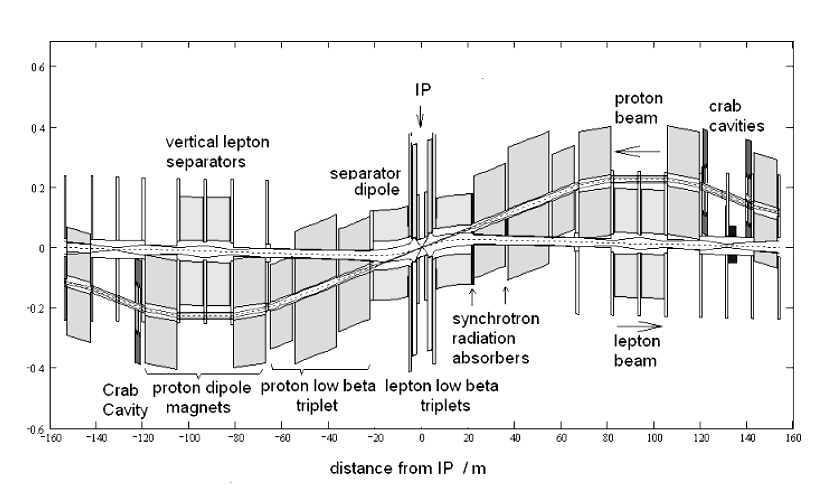 IP
proton
beam
crab
cavities
vertical lepton
separators
separator
dipole
synchrotron
radiation
absorbers
lepton
beam
Crab
Cavity
proton dipole
magnets
proton low beta
triplet
lepton low beta
triplets
0.6
0.4
0.2
0
-0.2
-0.4
-0.6
-160 -140 -120 -100 -80 -60 -40 -20 0 20 40 60 80 100 120 140 160
distance from IP / m